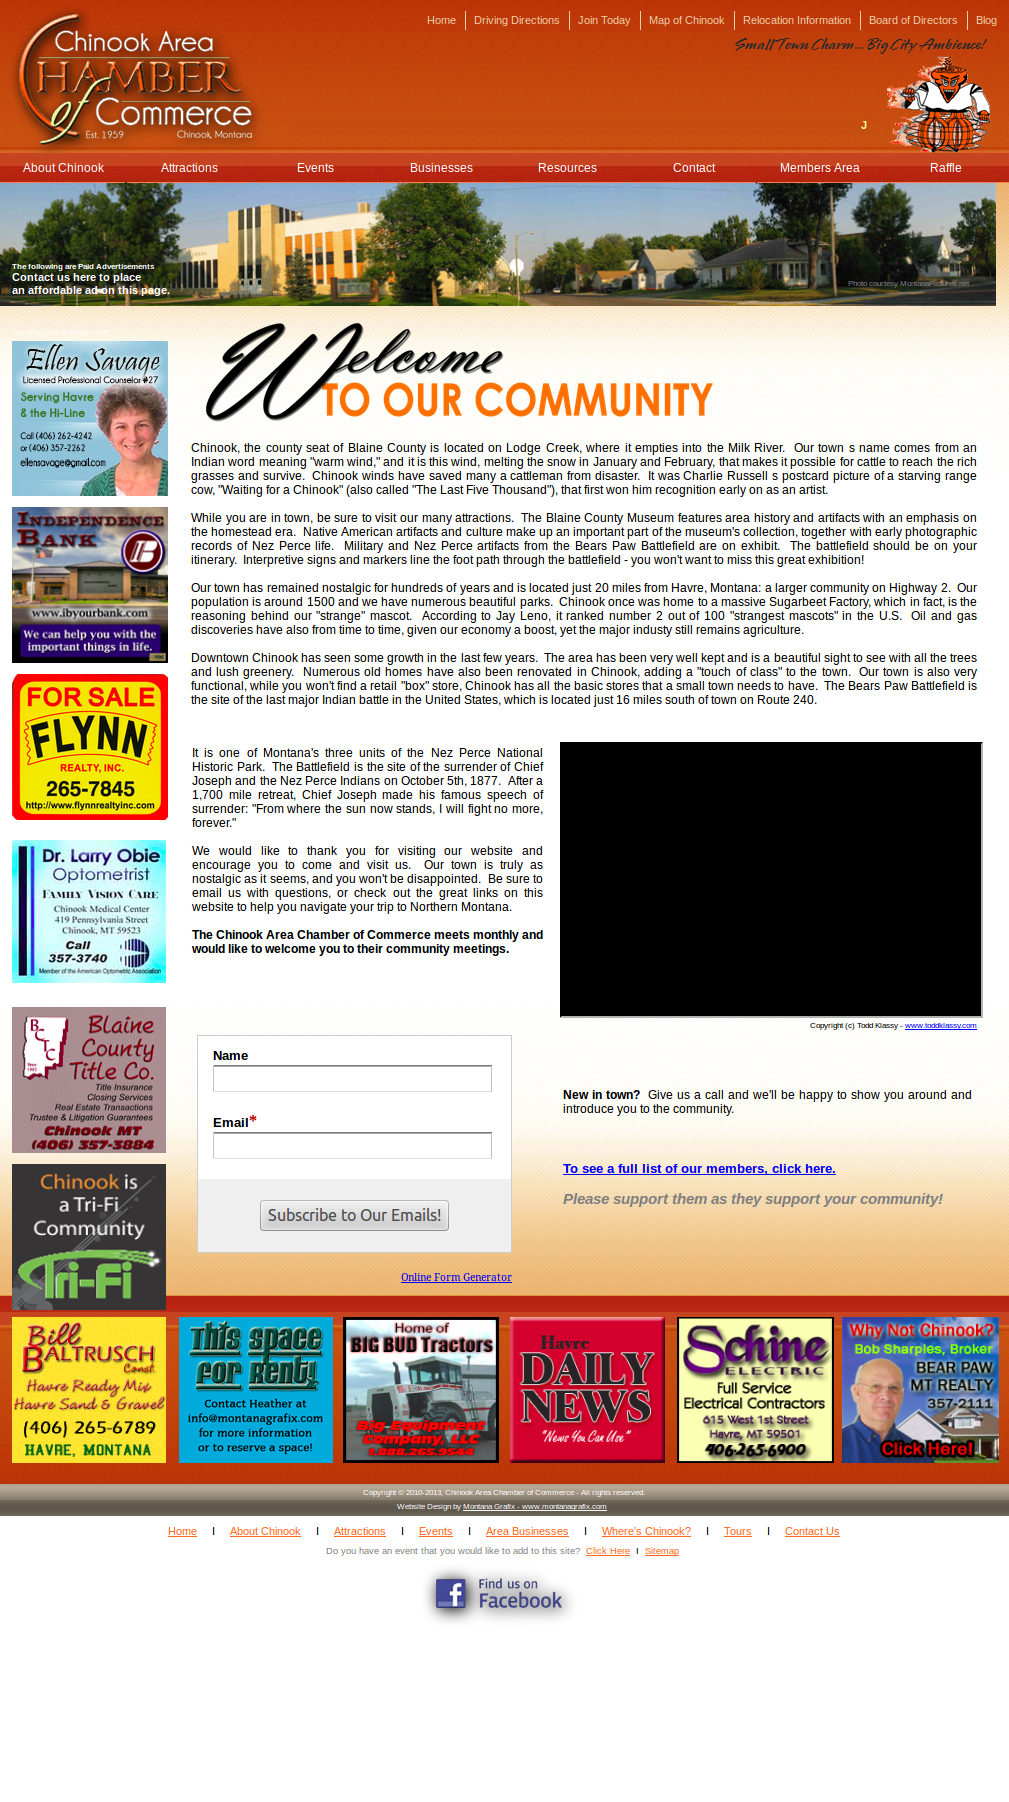 Home
Driving Directions
Join Today
Map of Chinook
Relocation Information
Board of Directors
Blog
Chinook Area
CHAMBER
of Commerce
Est. 1959
Chinook, Montana
Small Town Charm... Big City Ambience!
J
About Chinook
Attractions
Events
Businesses
Resources
Contact
Members Area
Raffle
The following are Paid Advertisements
Contact us here to place
an affordable ad on this page.
Photo courtesy MontanaPictures.net
Welcome
TO OUR COMMUNITY
Ellen Savage
Licensed Professional Counselor #27
Serving Havre
& the Hi-Line
Call (406) 262-4242
or (406) 357-2262
ellensavage@gmail.com
INDEPENDENCE
BANK
www.ibyourbank.com
We can help you with the
important things in life.
FOR SALE
FLYNN
REALTY, INC.
265-7845
http://www.flynnrealtyinc.com
Dr. Larry Obie
Optometrist
FAMILY VISION CARE
Chinook Medical Center
419 Pennsylvania Street
Chinook, MT 59523
Call
357-3740
Member of the American Optometric Association
BCTC
Blaine
County
Title Co.
Title Insurance
Closing Services
Real Estate Transactions
Trustee & Litigation Guarantees
Chinook MT
(406) 357-3884
Chinook is
a Tri-Fi
Community
Tri-Fi
Chinook, the county seat of Blaine County is located on Lodge Creek, where it empties into the Milk River.  Our town s name comes from an
Indian word meaning "warm wind," and it is this wind, melting the snow in January and February, that makes it possible for cattle to reach the rich
grasses and survive.  Chinook winds have saved many a cattleman from disaster.  It was Charlie Russell s postcard picture of a starving range
cow, "Waiting for a Chinook" (also called "The Last Five Thousand"), that first won him recognition early on as an artist.
While you are in town, be sure to visit our many attractions.  The Blaine County Museum features area history and artifacts with an emphasis on
the homestead era.  Native American artifacts and culture make up an important part of the museum's collection, together with early photographic
records of Nez Perce life.  Military and Nez Perce artifacts from the Bears Paw Battlefield are on exhibit.  The battlefield should be on your
itinerary.  Interpretive signs and markers line the foot path through the battlefield - you won't want to miss this great exhibition!
Our town has remained nostalgic for hundreds of years and is located just 20 miles from Havre, Montana: a larger community on Highway 2.  Our
population is around 1500 and we have numerous beautiful parks.  Chinook once was home to a massive Sugarbeet Factory, which in fact, is the
reasoning behind our "strange" mascot.  According to Jay Leno, it ranked number 2 out of 100 "strangest mascots" in the U.S.  Oil and gas
discoveries have also from time to time, given our economy a boost, yet the major industy still remains agriculture.
Downtown Chinook has seen some growth in the last few years.  The area has been very well kept and is a beautiful sight to see with all the trees
and lush greenery.  Numerous old homes have also been renovated in Chinook, adding a "touch of class" to the town.  Our town is also very
functional, while you won't find a retail "box" store, Chinook has all the basic stores that a small town needs to have.  The Bears Paw Battlefield is
the site of the last major Indian battle in the United States, which is located just 16 miles south of town on Route 240.
It is one of Montana's three units of the Nez Perce National
Historic Park.  The Battlefield is the site of the surrender of Chief
Joseph and the Nez Perce Indians on October 5th, 1877.  After a
1,700 mile retreat, Chief Joseph made his famous speech of
surrender: "From where the sun now stands, I will fight no more,
forever."
We would like to thank you for visiting our website and
encourage you to come and visit us.  Our town is truly as
nostalgic as it seems, and you won't be disappointed.  Be sure to
email us with questions, or check out the great links on this
website to help you navigate your trip to Northern Montana.
The Chinook Area Chamber of Commerce meets monthly and
would like to welcome you to their community meetings.
Copyright (c) Todd Klassy - www.toddklassy.com
Name
Email*
Subscribe to Our Emails!
Online Form Generator
New in town?  Give us a call and we'll be happy to show you around and
introduce you to the community.
To see a full list of our members, click here.
Please support them as they support your community!
Bill
BALTRUSCH
Const.
Havre Ready Mix
Havre Sand & Gravel
(406) 265-6789
HAVRE, MONTANA
This space
for Rent!
Contact Heather at
info@montanagrafix.com
for more information
or to reserve a space!
Home of
BIG BUD Tractors
Big Equipment
Company, LLC
1.888.265.9544
Havre
DAILY
NEWS
"News You Can Use"
Schine
ELECTRIC
Full Service
Electrical Contractors
615 West 1st Street
Havre, MT 59501
406-265-6900
Why Not Chinook?
Bob Sharples, Broker
BEAR PAW
MT REALTY
357-2111
Click Here!
Copyright © 2010-2013, Chinook Area Chamber of Commerce - All rights reserved.
Website Design by Montana Grafix - www.montanagrafix.com
Home I About Chinook I Attractions I Events I Area Businesses I Where's Chinook? I Tours I Contact Us
Do you have an event that you would like to add to this site?  Click Here I Sitemap
Find us on
Facebook